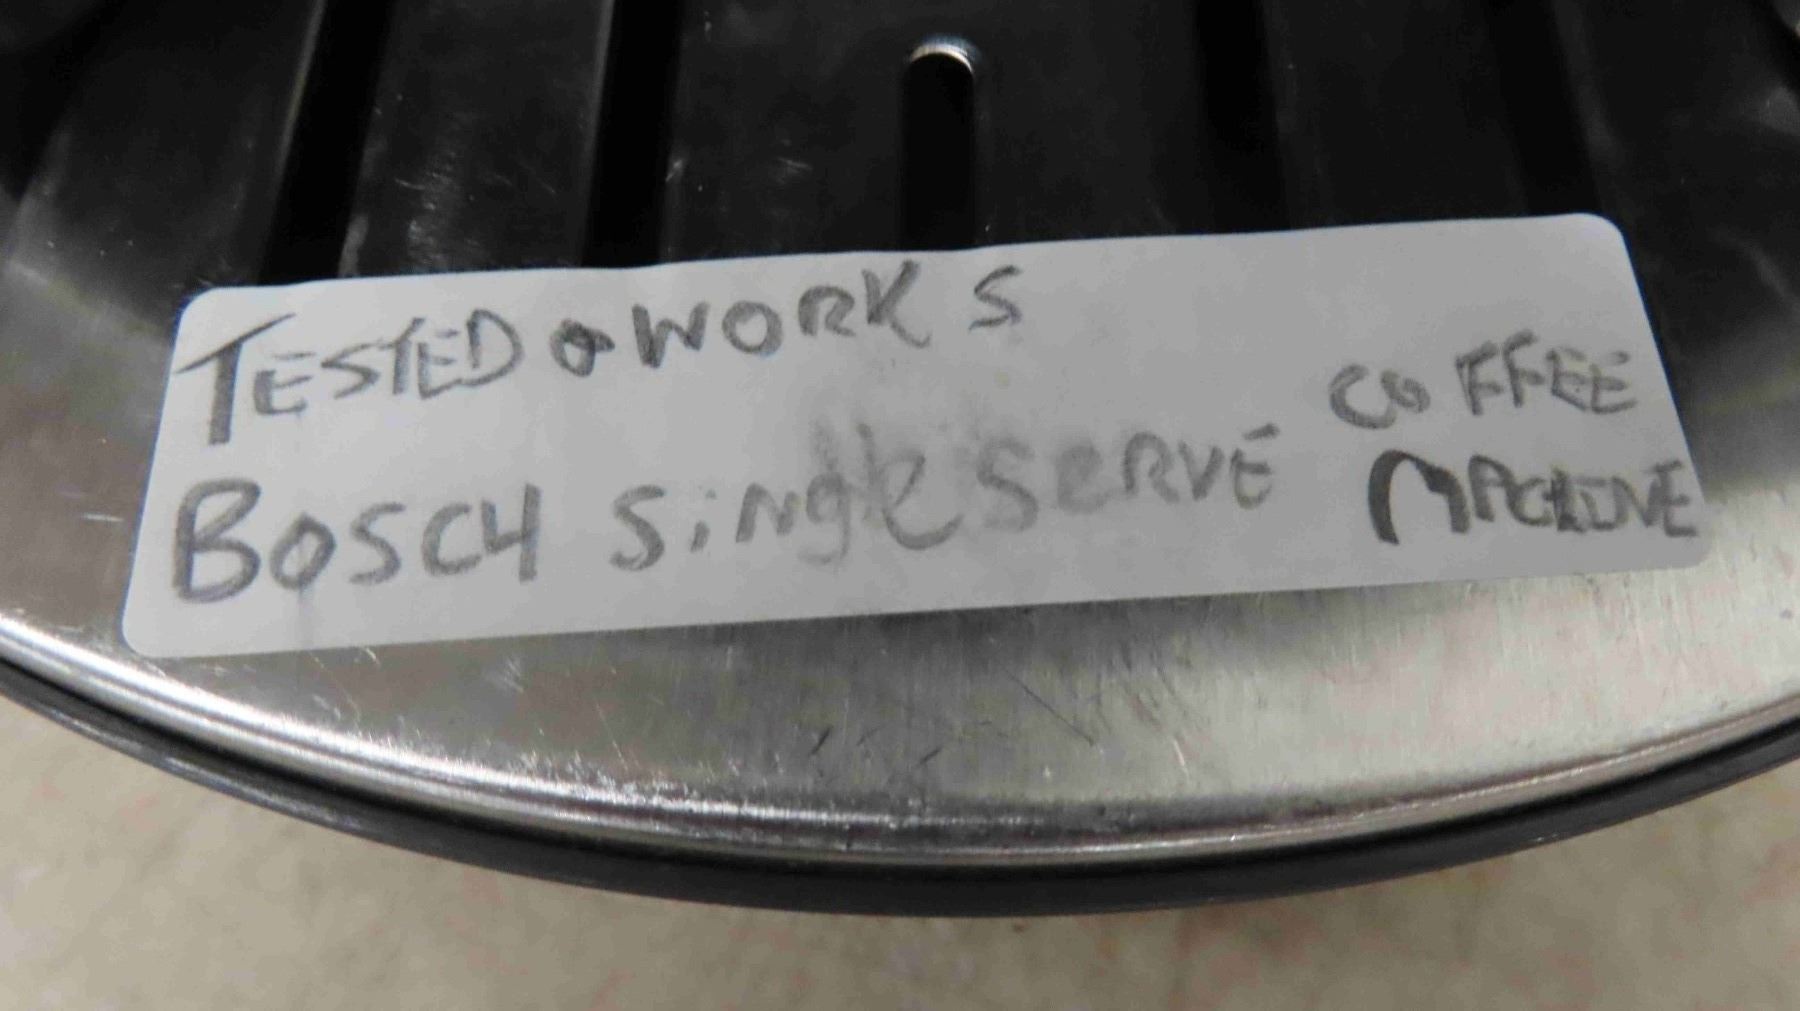 TESTED & WORKS
BOSCH SiNgle SeRVE COFFEE
MACHINE